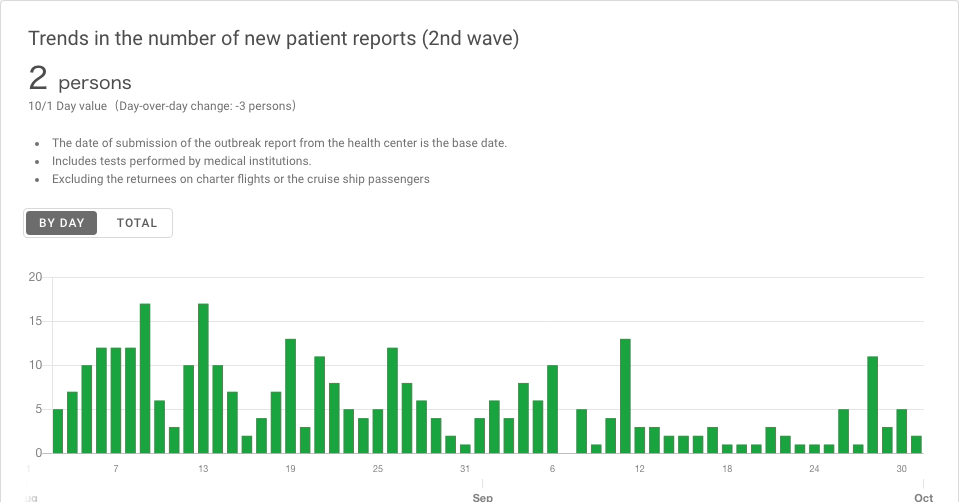 Trends in the number of new patient reports (2nd wave)
2 persons
10/1 Day value（Day-over-day change: -3 persons）
• The date of submission of the outbreak report from the health center is the base date.
• Includes tests performed by medical institutions.
• Excluding the returnees on charter flights or the cruise ship passengers
BY DAY TOTAL
20
15
10
5
0
1 7 13 19 25 31 6 12 18 24 30
Sep Oct